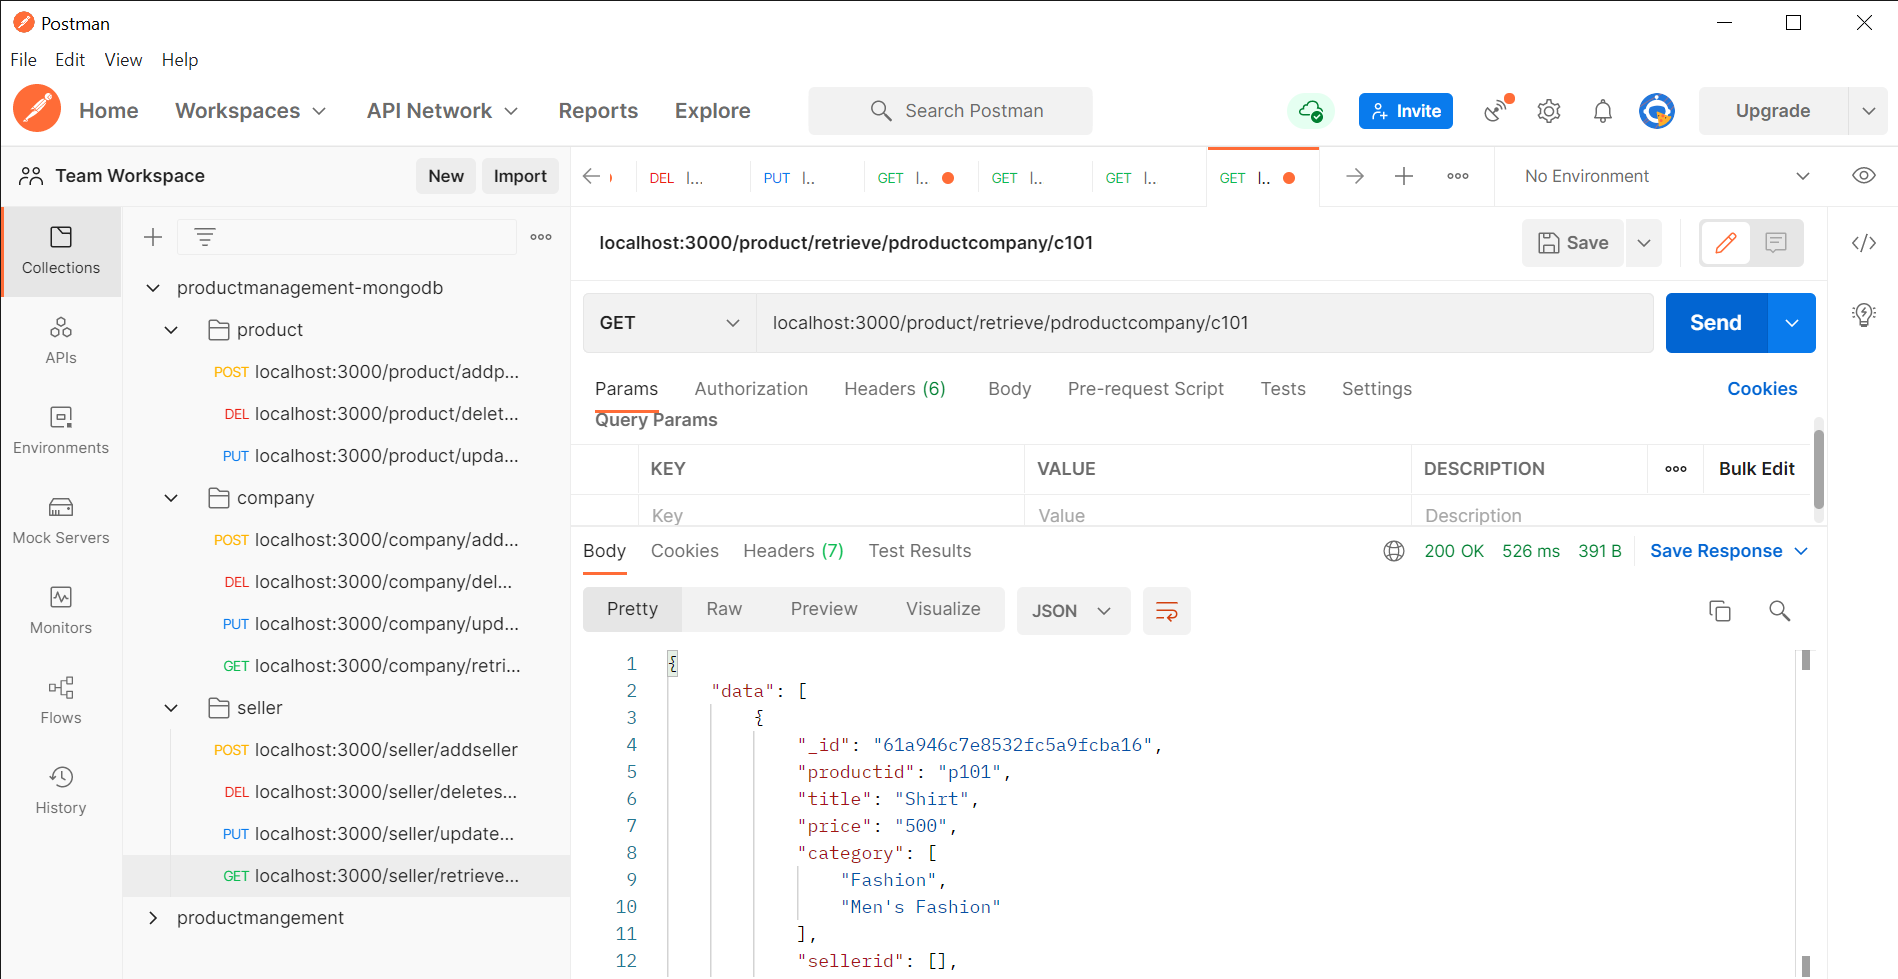 Postman
File Edit View Help
Home Workspaces API Network Reports Explore Search Postman Invite Upgrade
Team Workspace New Import
DEL l... PUT l.. GET l.. GET l.. GET l.. GET l.. No Environment
Collections
APIs
Environments
Mock Servers
Monitors
Flows
History
productmanagement-mongodb
product
POST localhost:3000/product/addp...
DEL localhost:3000/product/delet...
PUT localhost:3000/product/upda...
company
POST localhost:3000/company/add...
DEL localhost:3000/company/del...
PUT localhost:3000/company/upd...
GET localhost:3000/company/retri...
seller
POST localhost:3000/seller/addseller
DEL localhost:3000/seller/deletes...
PUT localhost:3000/seller/update...
GET localhost:3000/seller/retrieve...
productmangement
localhost:3000/product/retrieve/pdroductcompany/c101 Save
GET localhost:3000/product/retrieve/pdroductcompany/c101 Send
Params Authorization Headers (6) Body Pre-request Script Tests Settings Cookies
Query Params
KEY VALUE DESCRIPTION Bulk Edit
Key Value Description
Body Cookies Headers (7) Test Results 200 OK 526 ms 391 B Save Response
Pretty Raw Preview Visualize JSON
1 {
2 "data": [
3 {
4 "_id": "61a946c7e8532fc5a9fcba16",
5 "productid": "p101",
6 "title": "Shirt",
7 "price": "500",
8 "category": [
9 "Fashion",
10 "Men's Fashion"
11 ],
12 "sellerid": [],